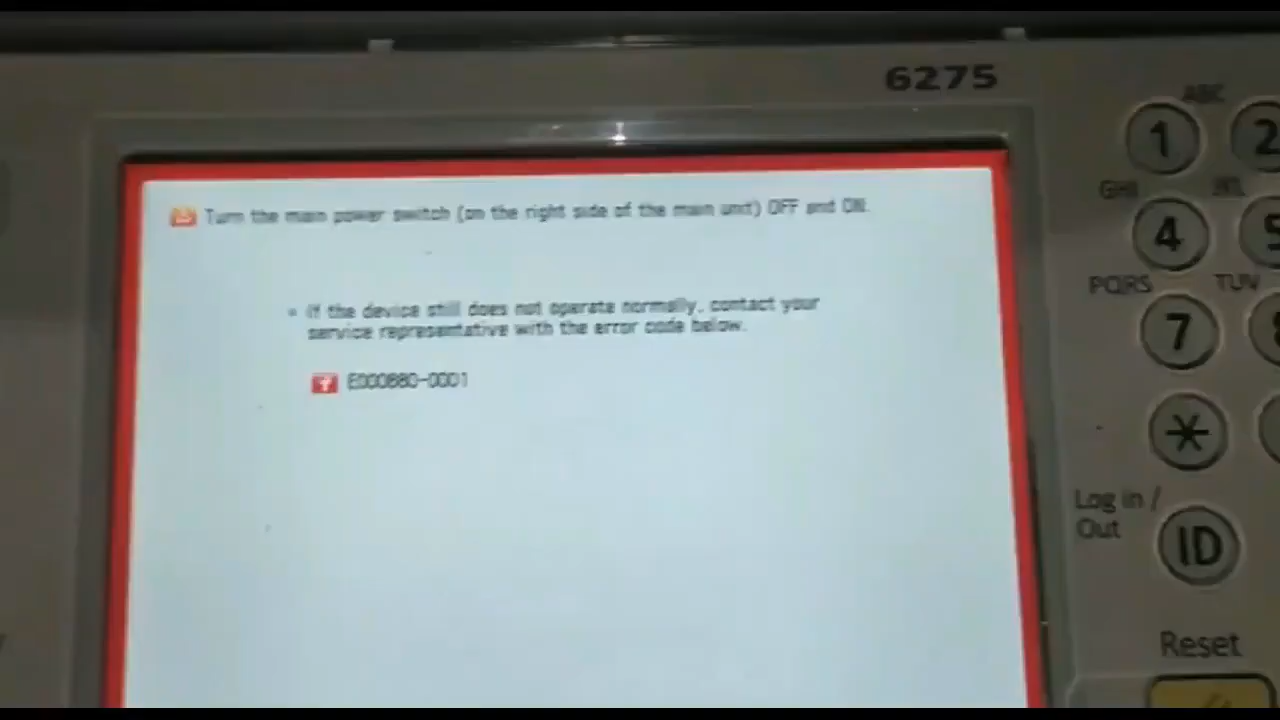 6275
Turn the main power switch (on the right side of the main unit) OFF and ON.
• If the device still does not operate normally, contact your
service representative with the error code below.
E000880-0001
ABC
1 2
GHI JKL
4 5
PQRS TUV
7
Log in /
Out
ID
Reset